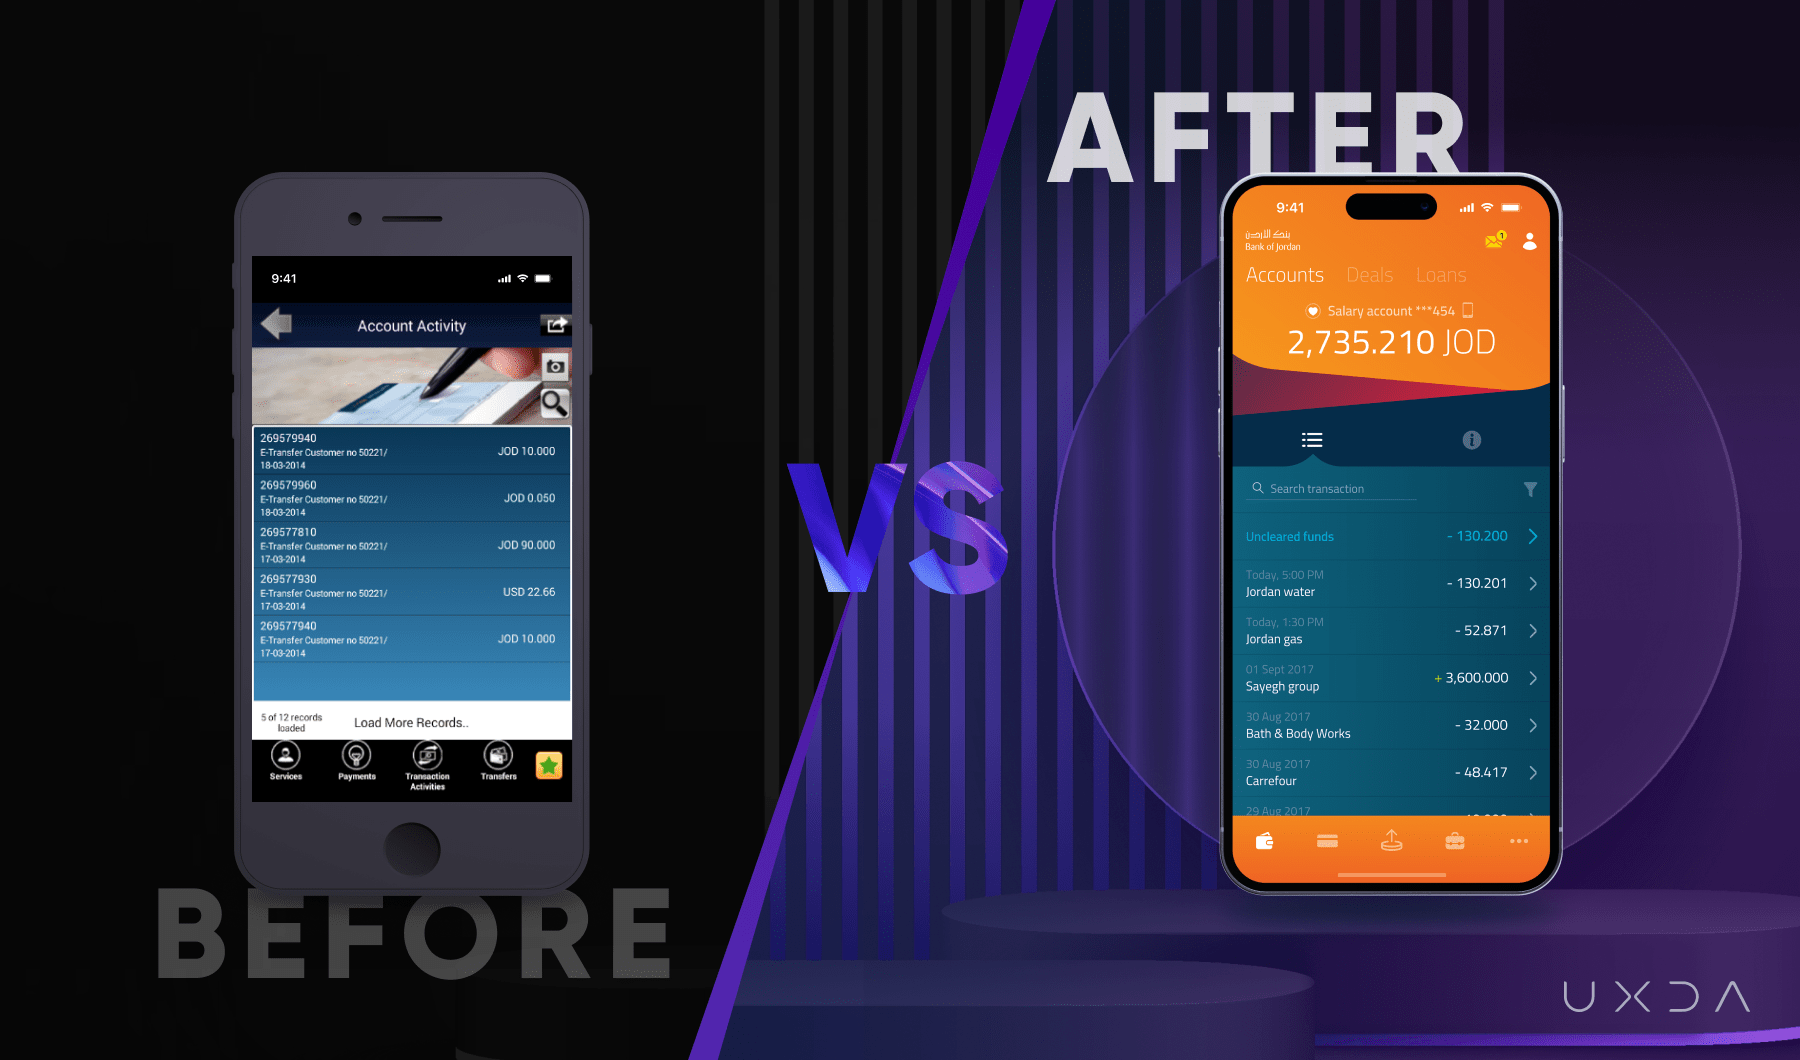 BEFORE
9:41
Account Activity
269579940
E-Transfer Customer no 50221/
18-03-2014
JOD 10.000
269579960
E-Transfer Customer no 50221/
18-03-2014
JOD 0.050
269577810
E-Transfer Customer no 50221/
17-03-2014
JOD 90.000
269577930
E-Transfer Customer no 50221/
17-03-2014
USD 22.66
269577940
E-Transfer Customer no 50221/
17-03-2014
JOD 10.000
5 of 12 records
loaded
Load More Records..
Services
Payments
Transaction
Activities
Transfers
VS
AFTER
9:41
بنك الاردن
Bank of Jordan
1
Accounts Deals Loans
Salary account ***454
2,735.210 JOD
Search transaction
Uncleared funds - 130.200
Today, 5:00 PM
Jordan water - 130.201
Today, 1:30 PM
Jordan gas - 52.871
01 Sept 2017
Sayegh group + 3,600.000
30 Aug 2017
Bath & Body Works - 32.000
30 Aug 2017
Carrefour - 48.417
29 Aug 2017
UXDA